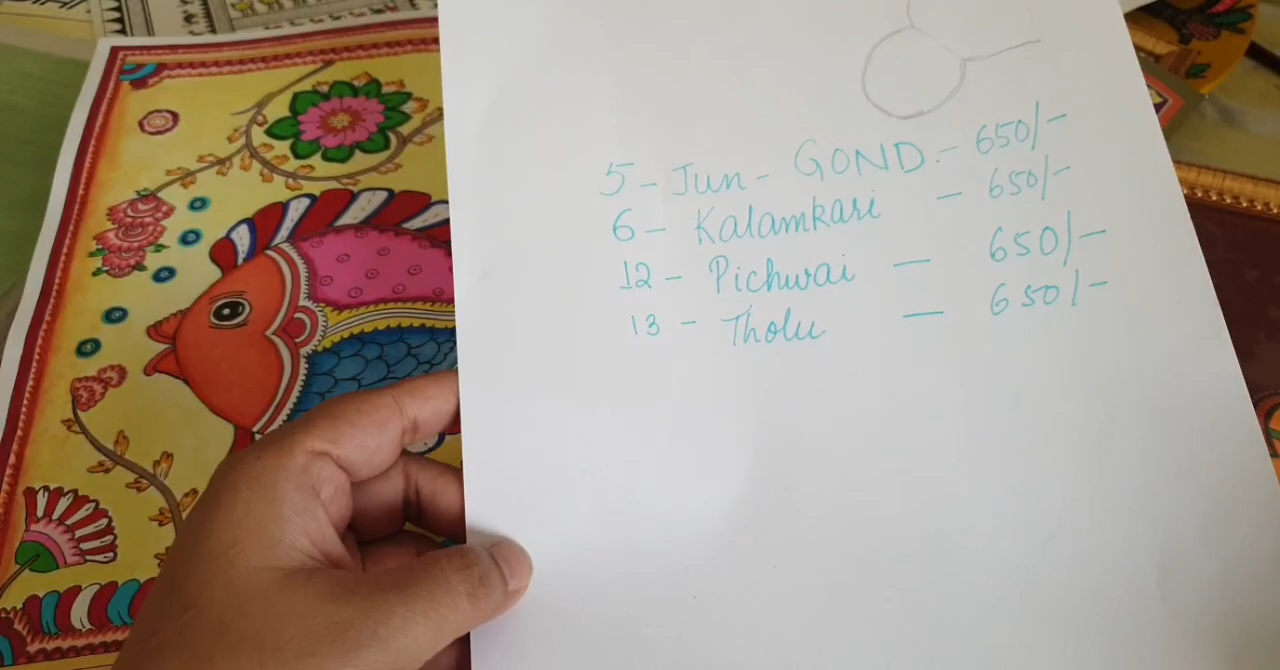 5 - Jun - GOND - 650/-
6 - Kalamkari - 650/-
12 - Pichwai - 650/-
13 - Tholu - 650/-